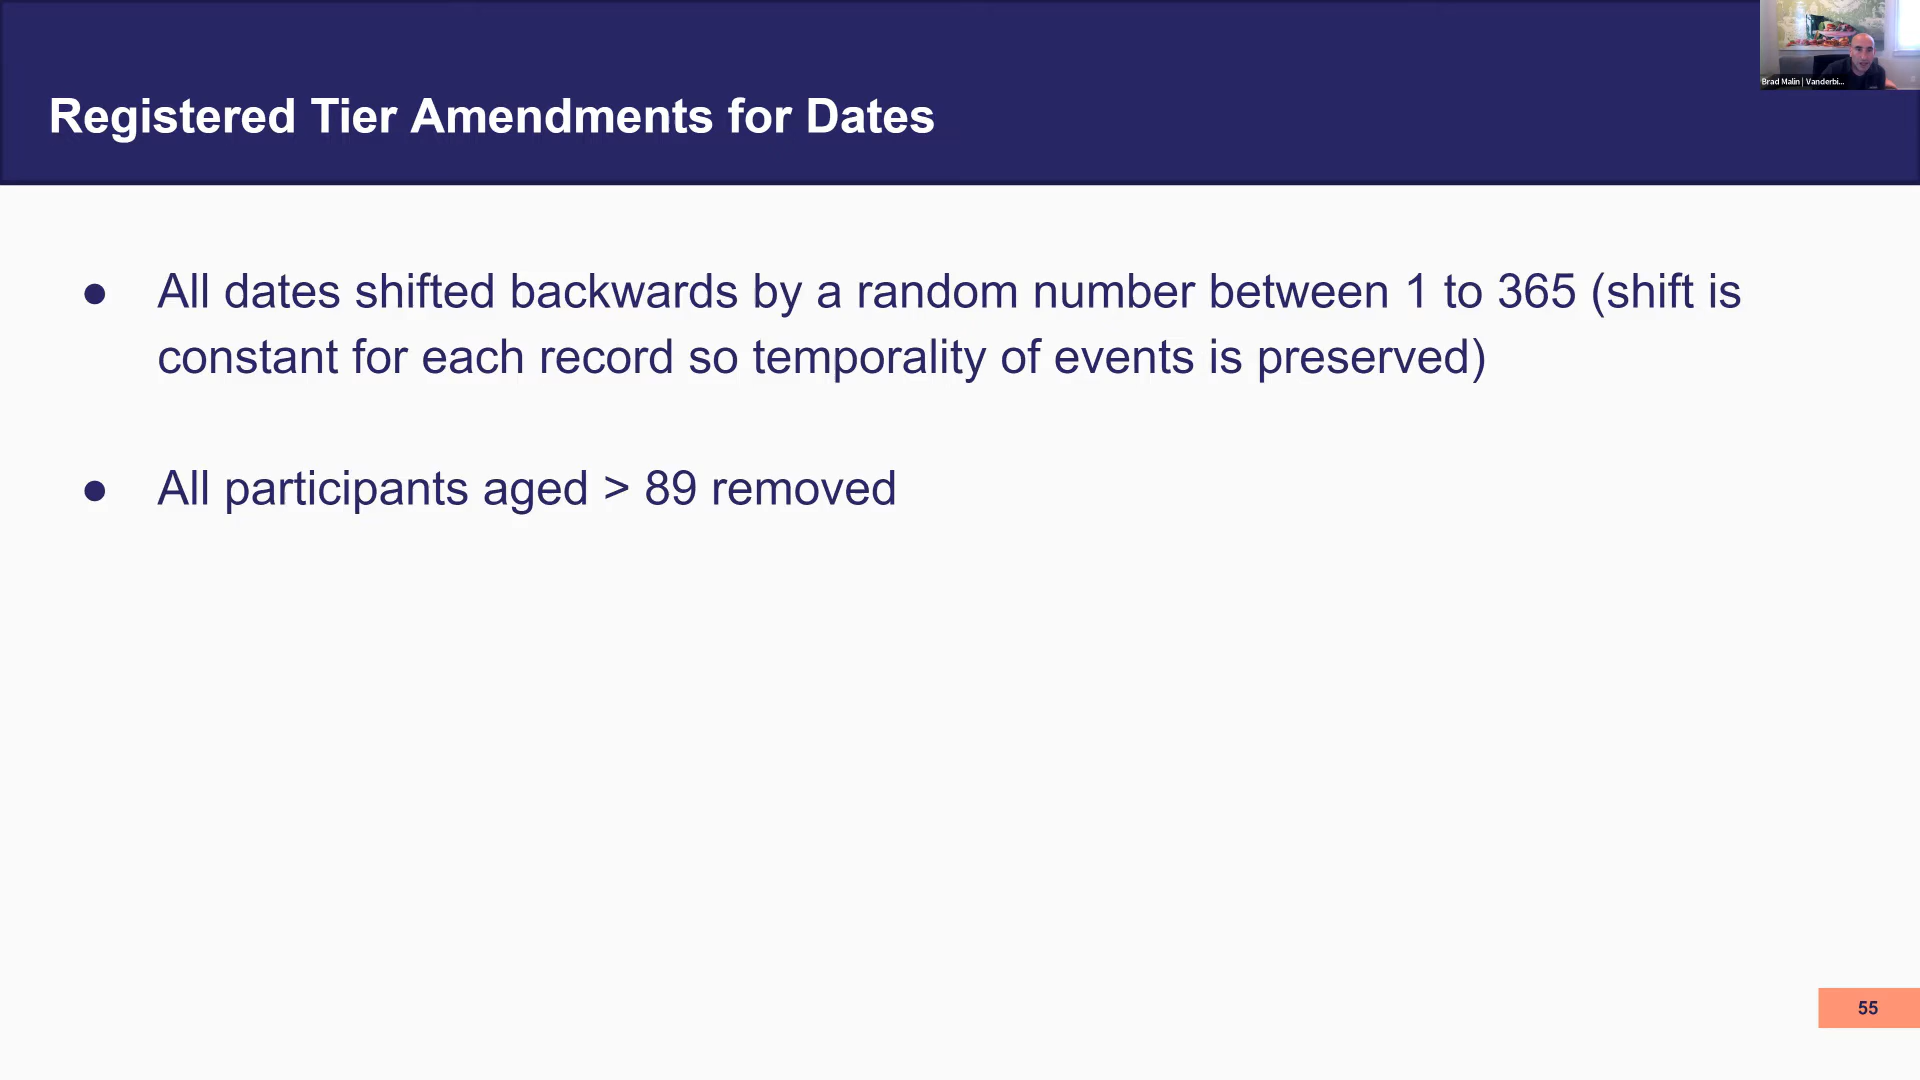 Brad Malin | Vanderbi...
Registered Tier Amendments for Dates
● All dates shifted backwards by a random number between 1 to 365 (shift is
constant for each record so temporality of events is preserved)
● All participants aged > 89 removed
55